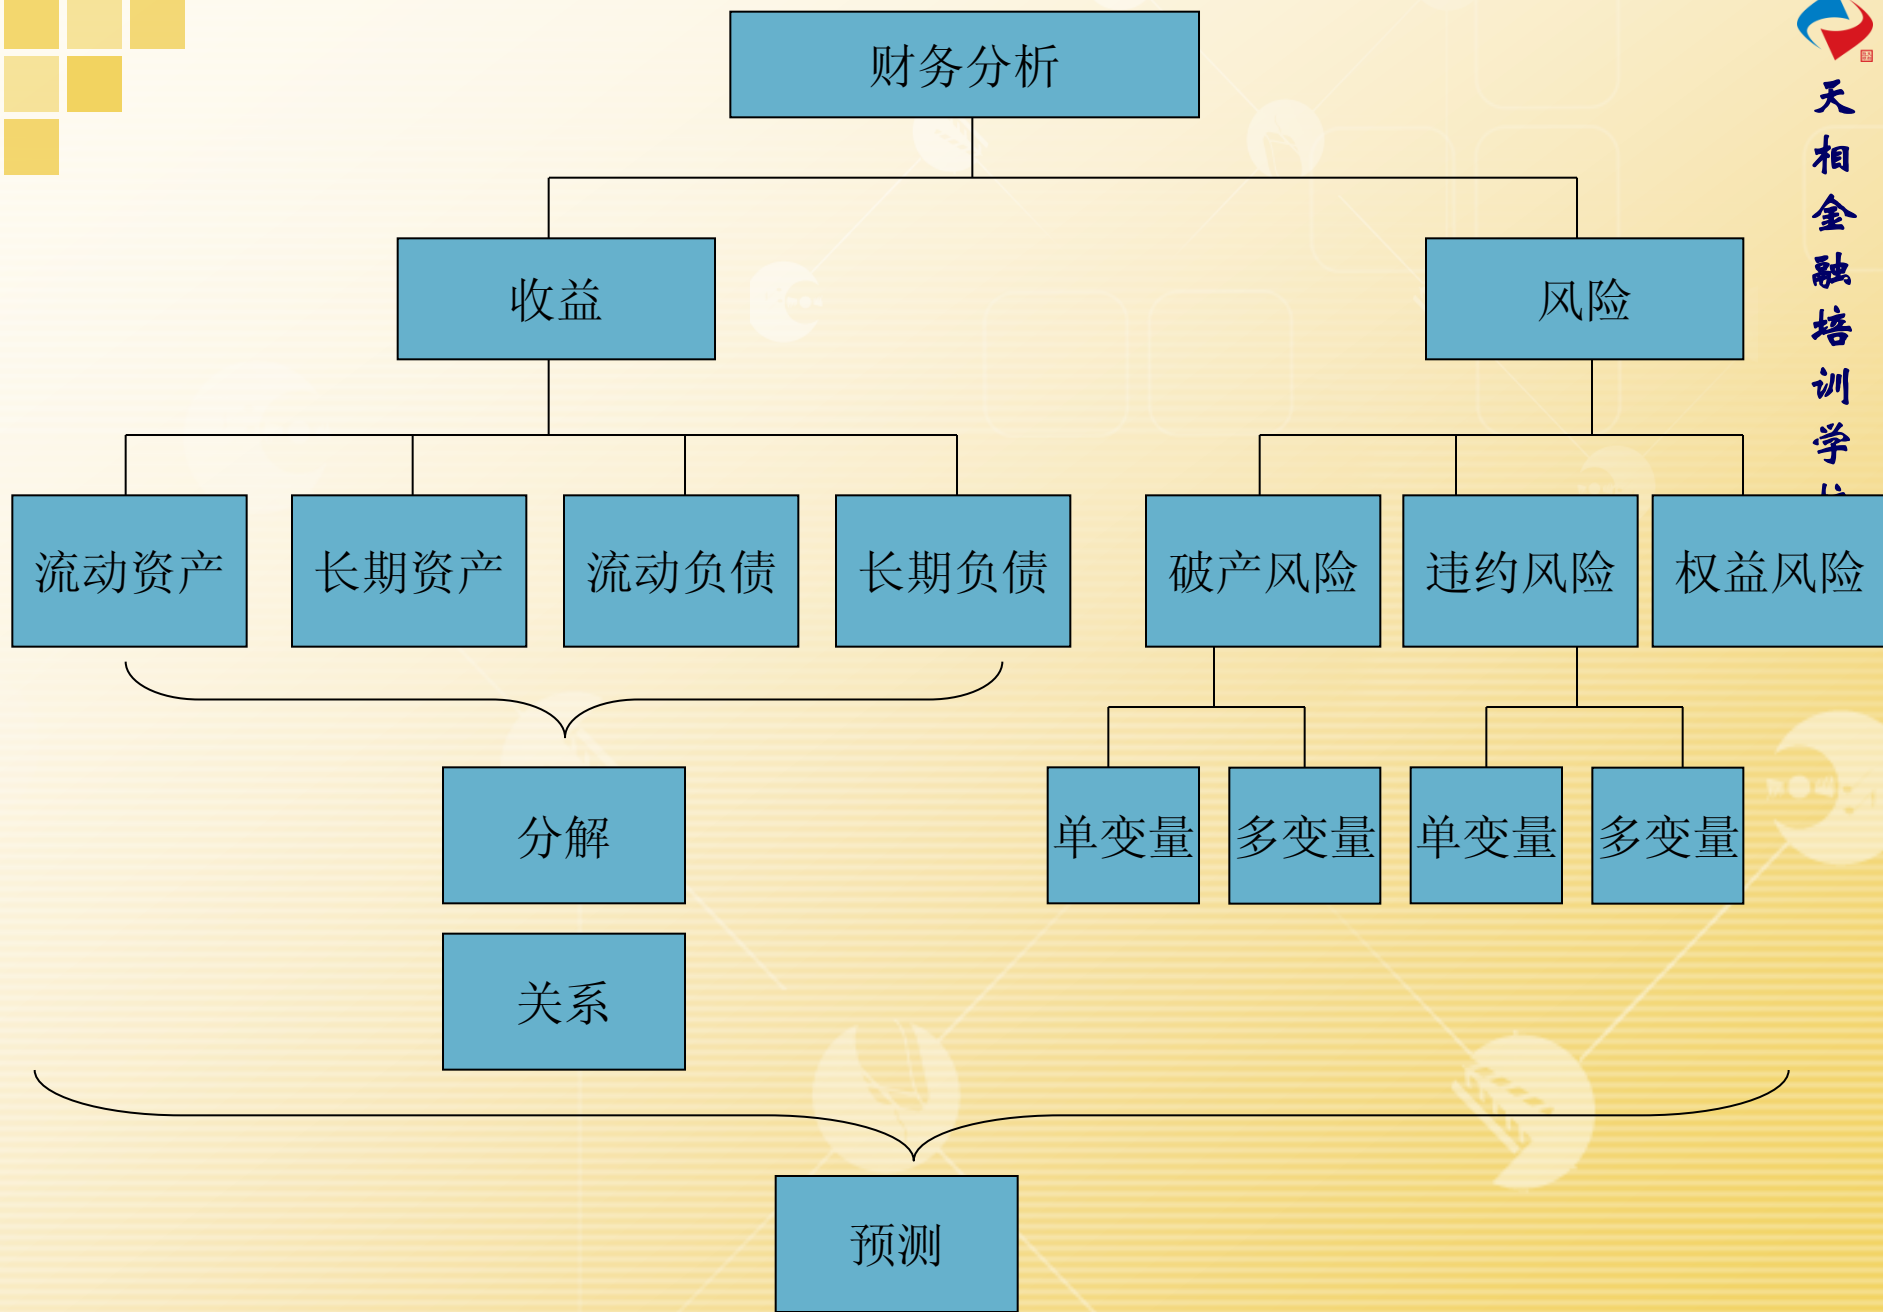 财务分析
收益
风险
流动资产
长期资产
流动负债
长期负债
破产风险
违约风险
权益风险
分解
单变量
多变量
单变量
多变量
关系
预测
天相金融培训学